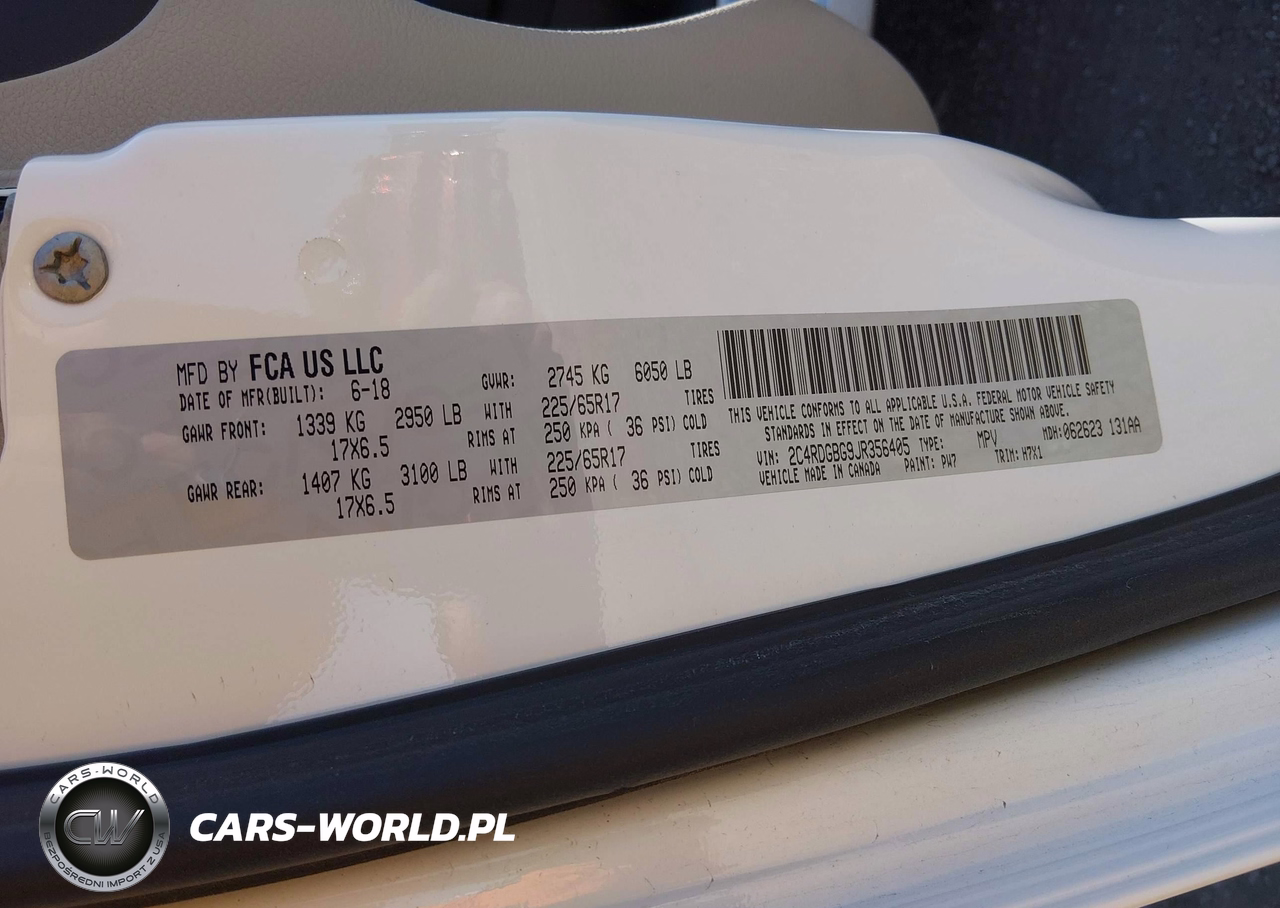 MFD BY FCA US LLC
DATE OF MFR(BUILT): 6-18 GVWR: 2745 KG 6050 LB
GAWR FRONT: 1339 KG 2950 LB WITH 225/65R17 TIRES
17X6.5 RIMS AT 250 KPA ( 36 PSI) COLD
GAWR REAR: 1407 KG 3100 LB WITH 225/65R17 TIRES
17X6.5 RIMS AT 250 KPA ( 36 PSI) COLD
THIS VEHICLE CONFORMS TO ALL APPLICABLE U.S.A. FEDERAL MOTOR VEHICLE SAFETY
STANDARDS IN EFFECT ON THE DATE OF MANUFACTURE SHOWN ABOVE.
VIN: 2C4RDGBG9JR356405 TYPE: MPV MDH:062623 131AA
VEHICLE MADE IN CANADA PAINT: PW7 TRIM: H7X1
CARS-WORLD
CW
BEZPOŚREDNI IMPORT Z USA
CARS-WORLD.PL